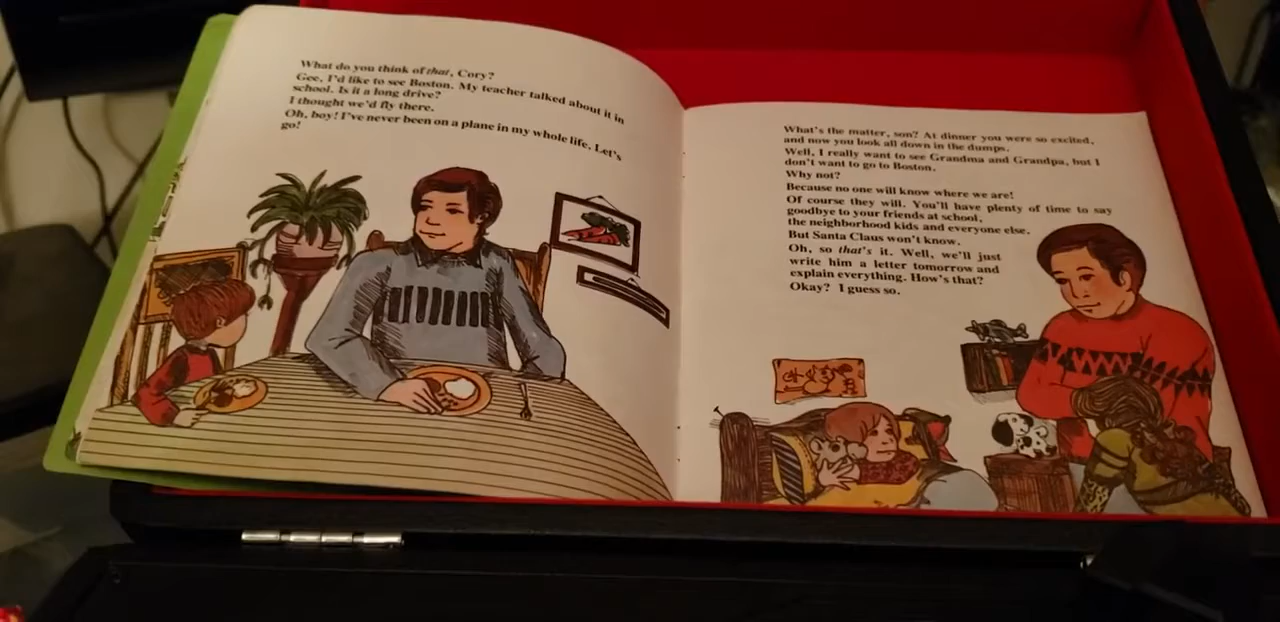 What do you think of that, Cory?
Gee, I'd like to see Boston. My teacher talked about it in
school. Is it a long drive?
I thought we'd fly there.
Oh, boy! I've never been on a plane in my whole life. Let's
go!
What's the matter, son? At dinner you were so excited,
and now you look all down in the dumps.
Well, I really want to see Grandma and Grandpa, but I
don't want to go to Boston.
Why not?
Because no one will know where we are!
Of course they will. You'll have plenty of time to say
goodbye to your friends at school,
the neighborhood kids and everyone else.
But Santa Claus won't know.
Oh, so that's it. Well, we'll just
write him a letter tomorrow and
explain everything. How's that?
Okay? I guess so.